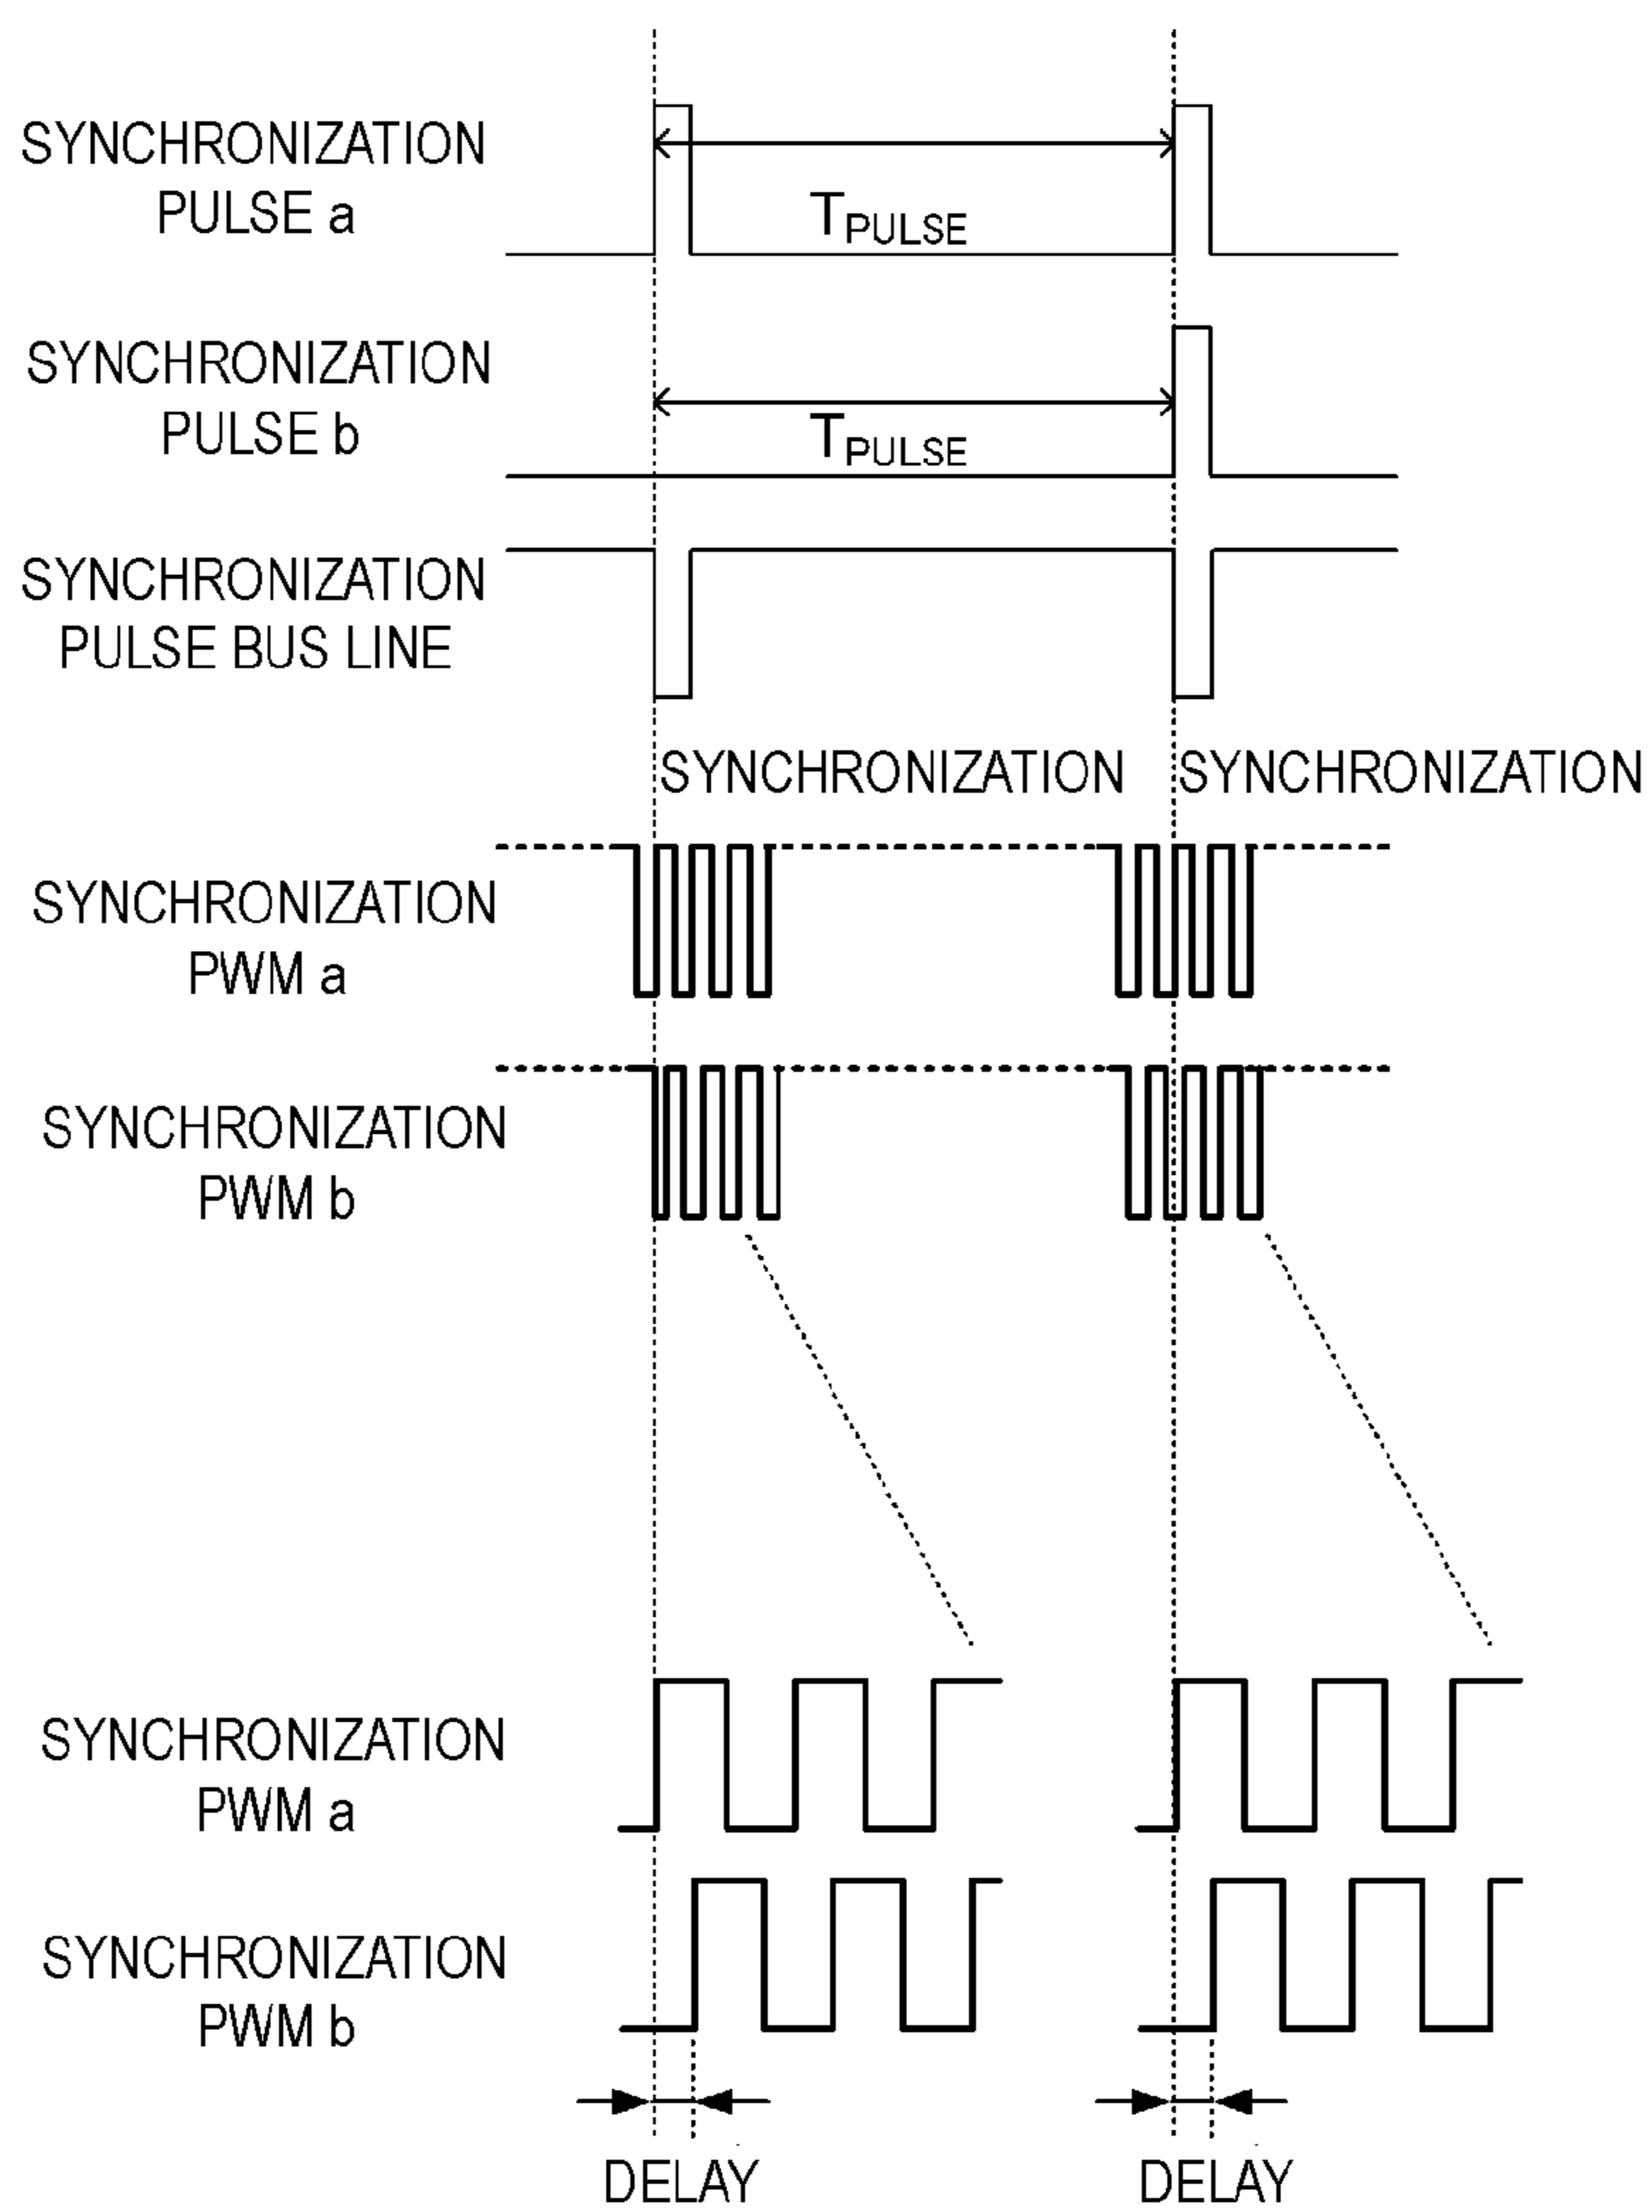 SYNCHRONIZATION
PULSE a
TPULSE
SYNCHRONIZATION
PULSE b
TPULSE
SYNCHRONIZATION
PULSE BUS LINE
SYNCHRONIZATION SYNCHRONIZATION
SYNCHRONIZATION
PWM a
SYNCHRONIZATION
PWM b
SYNCHRONIZATION
PWM a
SYNCHRONIZATION
PWM b
DELAY DELAY